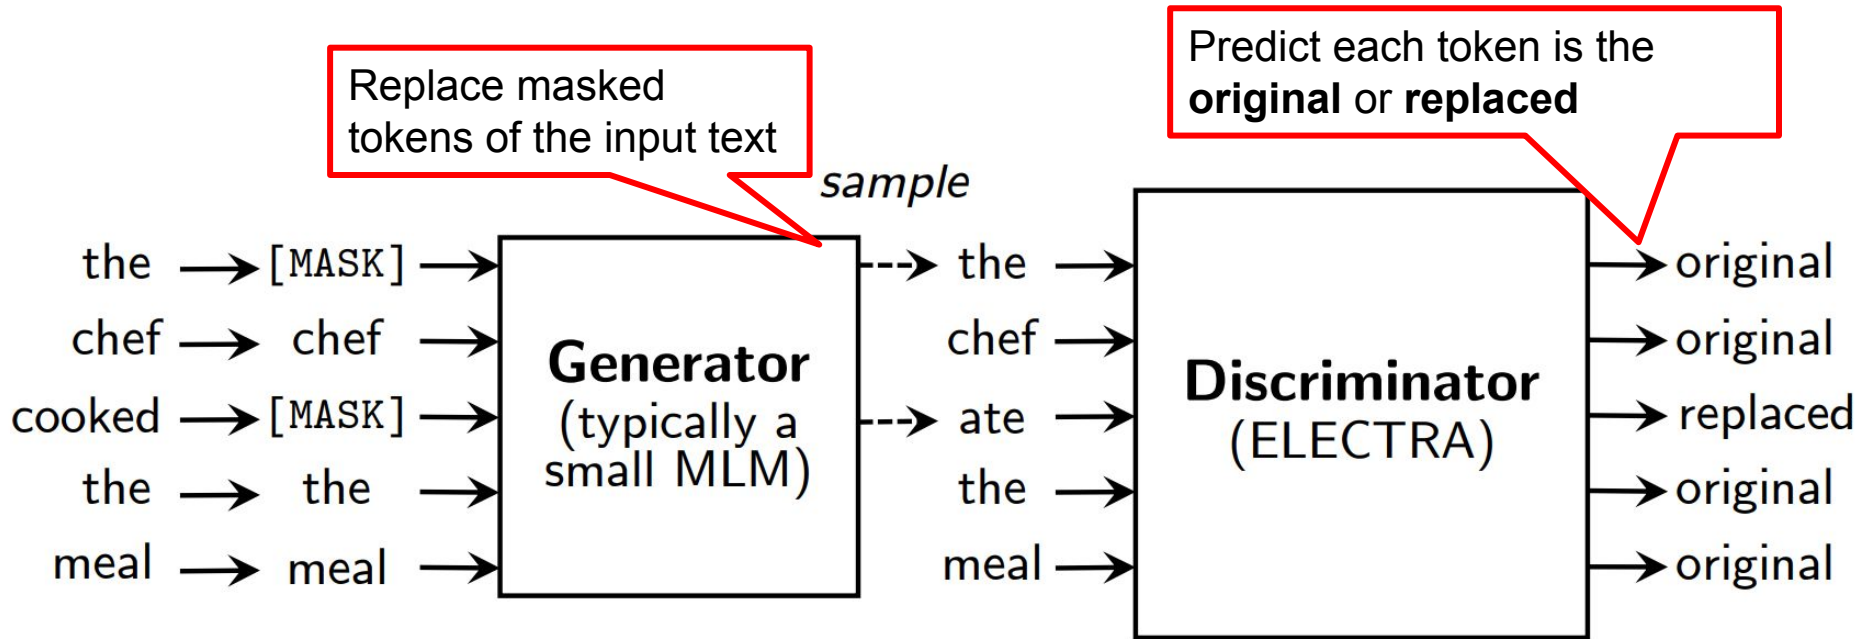 Replace masked
tokens of the input text
Predict each token is the
original or replaced
sample
the [MASK] the original
chef chef chef original
Generator
(typically a
small MLM)
Discriminator
(ELECTRA)
cooked [MASK] ate replaced
the the the original
meal meal meal original